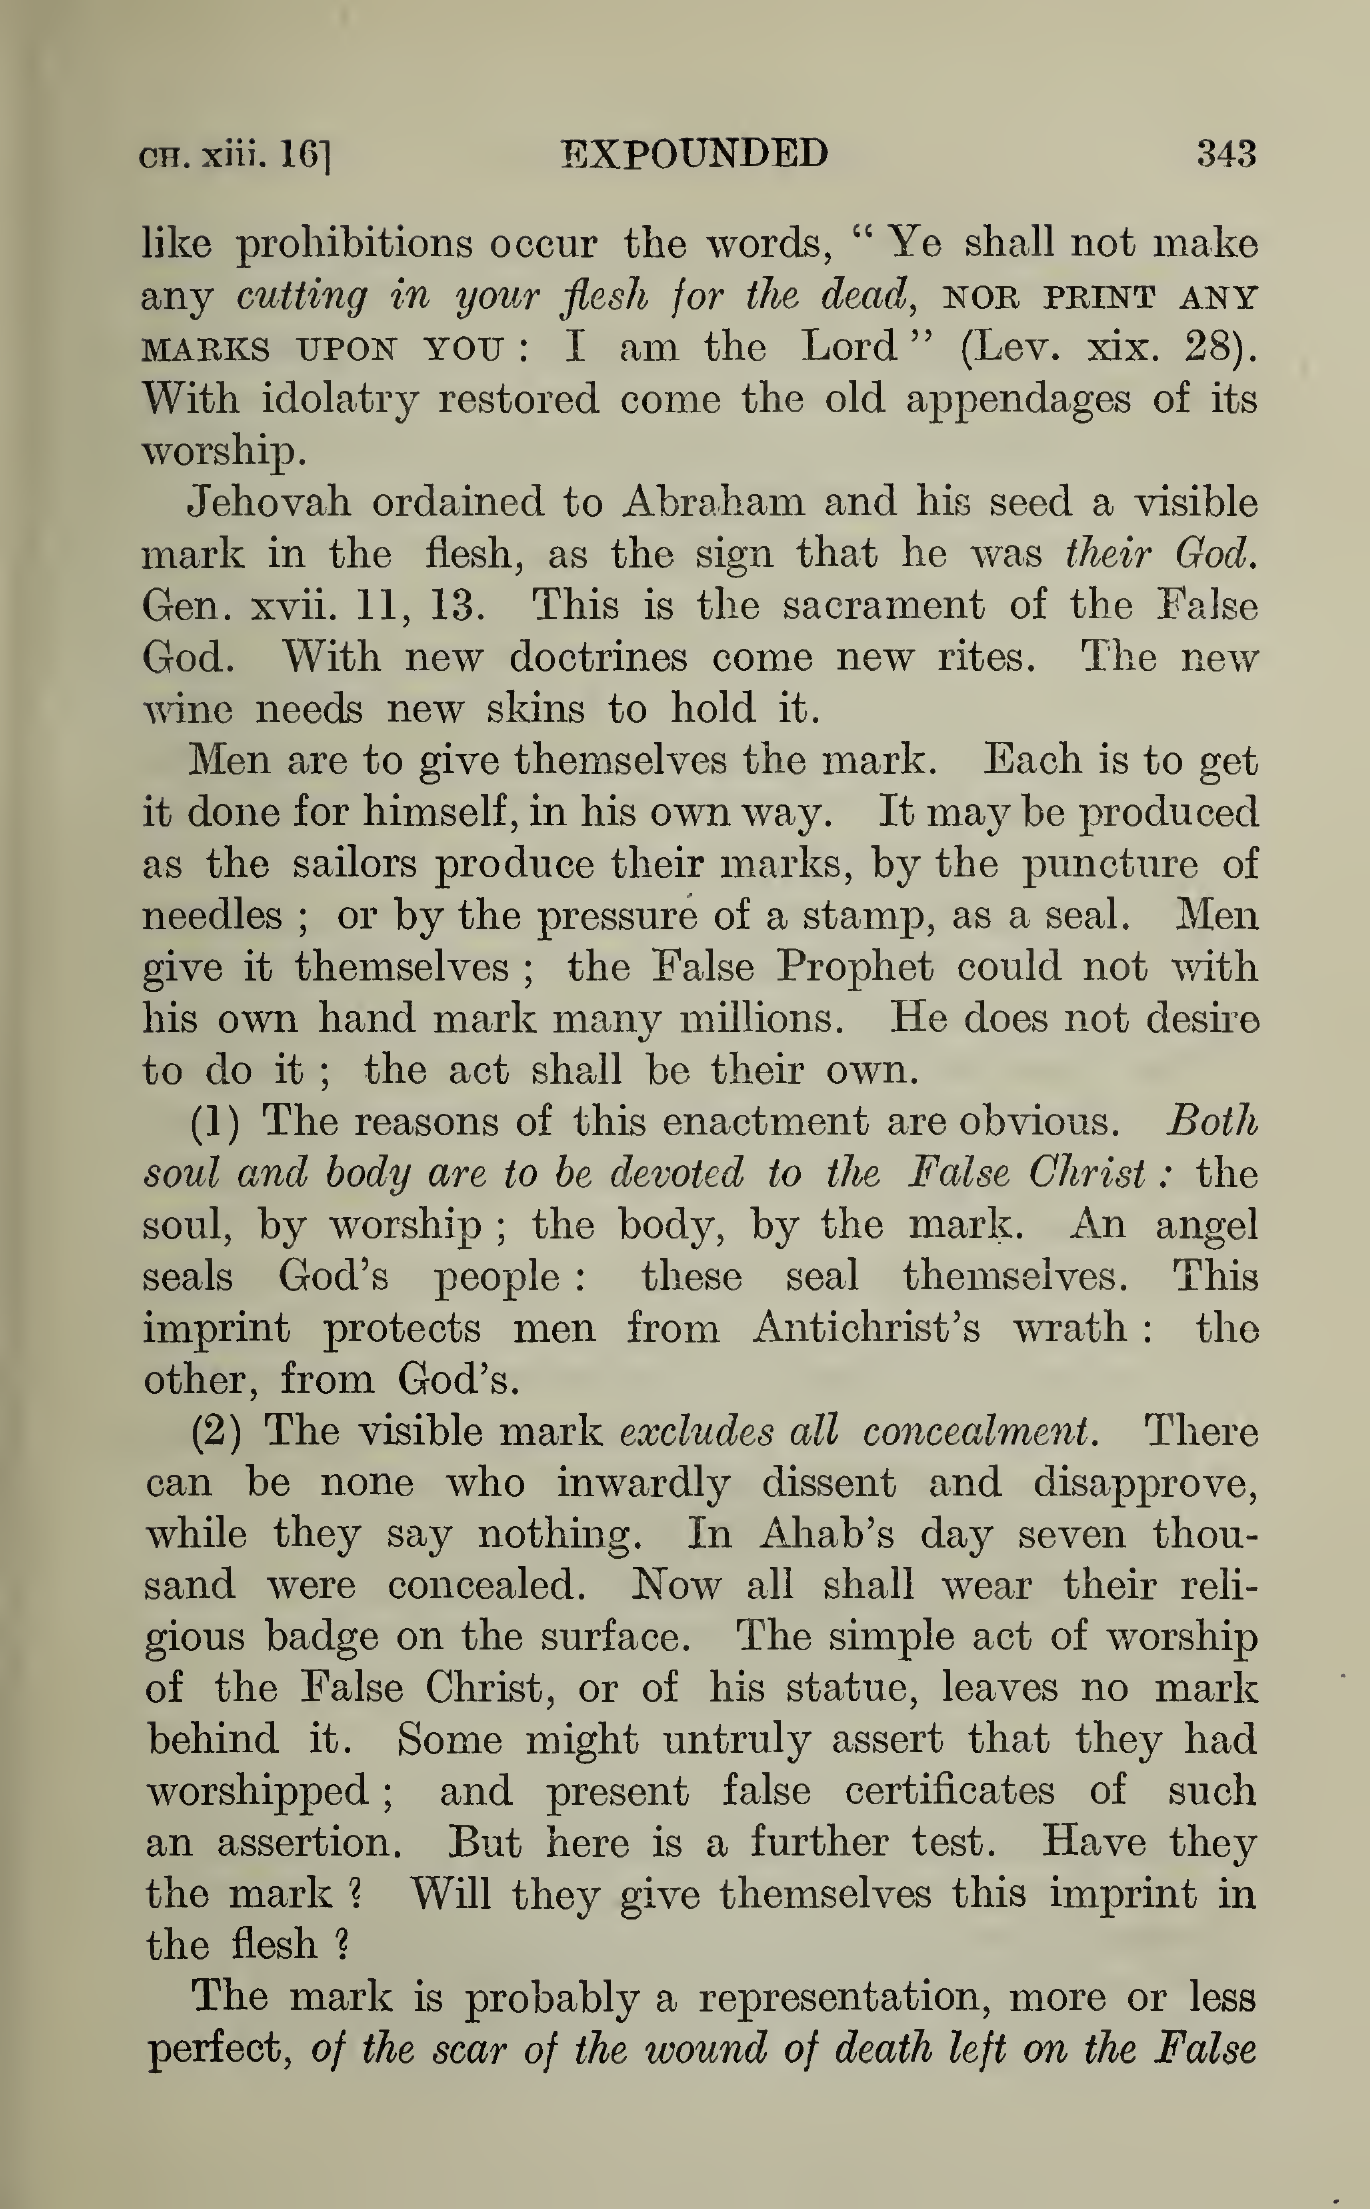 CH. xiii. 16] EXPOUNDED 343
like prohibitions occur the words, “ Ye shall not make
any cutting in your flesh for the dead, NOR PRINT ANY
MARKS UPON YOU : I am the Lord ” (Lev. xix. 28).
With idolatry restored come the old appendages of its
worship.
Jehovah ordained to Abraham and his seed a visible
mark in the flesh, as the sign that he was their God.
Gen. xvii. 11, 13. This is the sacrament of the False
God. With new doctrines come new rites. The new
wine needs new skins to hold it.
Men are to give themselves the mark. Each is to get
it done for himself, in his own way. It may be produced
as the sailors produce their marks, by the puncture of
needles ; or by the pressure of a stamp, as a seal. Men
give it themselves ; the False Prophet could not with
his own hand mark many millions. He does not desire
to do it ; the act shall be their own.
(1) The reasons of this enactment are obvious. Both
soul and body are to be devoted to the False Christ : the
soul, by worship ; the body, by the mark. An angel
seals God’s people : these seal themselves. This
imprint protects men from Antichrist’s wrath : the
other, from God’s.
(2) The visible mark excludes all concealment. There
can be none who inwardly dissent and disapprove,
while they say nothing. In Ahab’s day seven thou-
sand were concealed. Now all shall wear their reli-
gious badge on the surface. The simple act of worship
of the False Christ, or of his statue, leaves no mark
behind it. Some might untruly assert that they had
worshipped ; and present false certificates of such
an assertion. But here is a further test. Have they
the mark ? Will they give themselves this imprint in
the flesh ?
The mark is probably a representation, more or less
perfect, of the scar of the wound of death left on the False